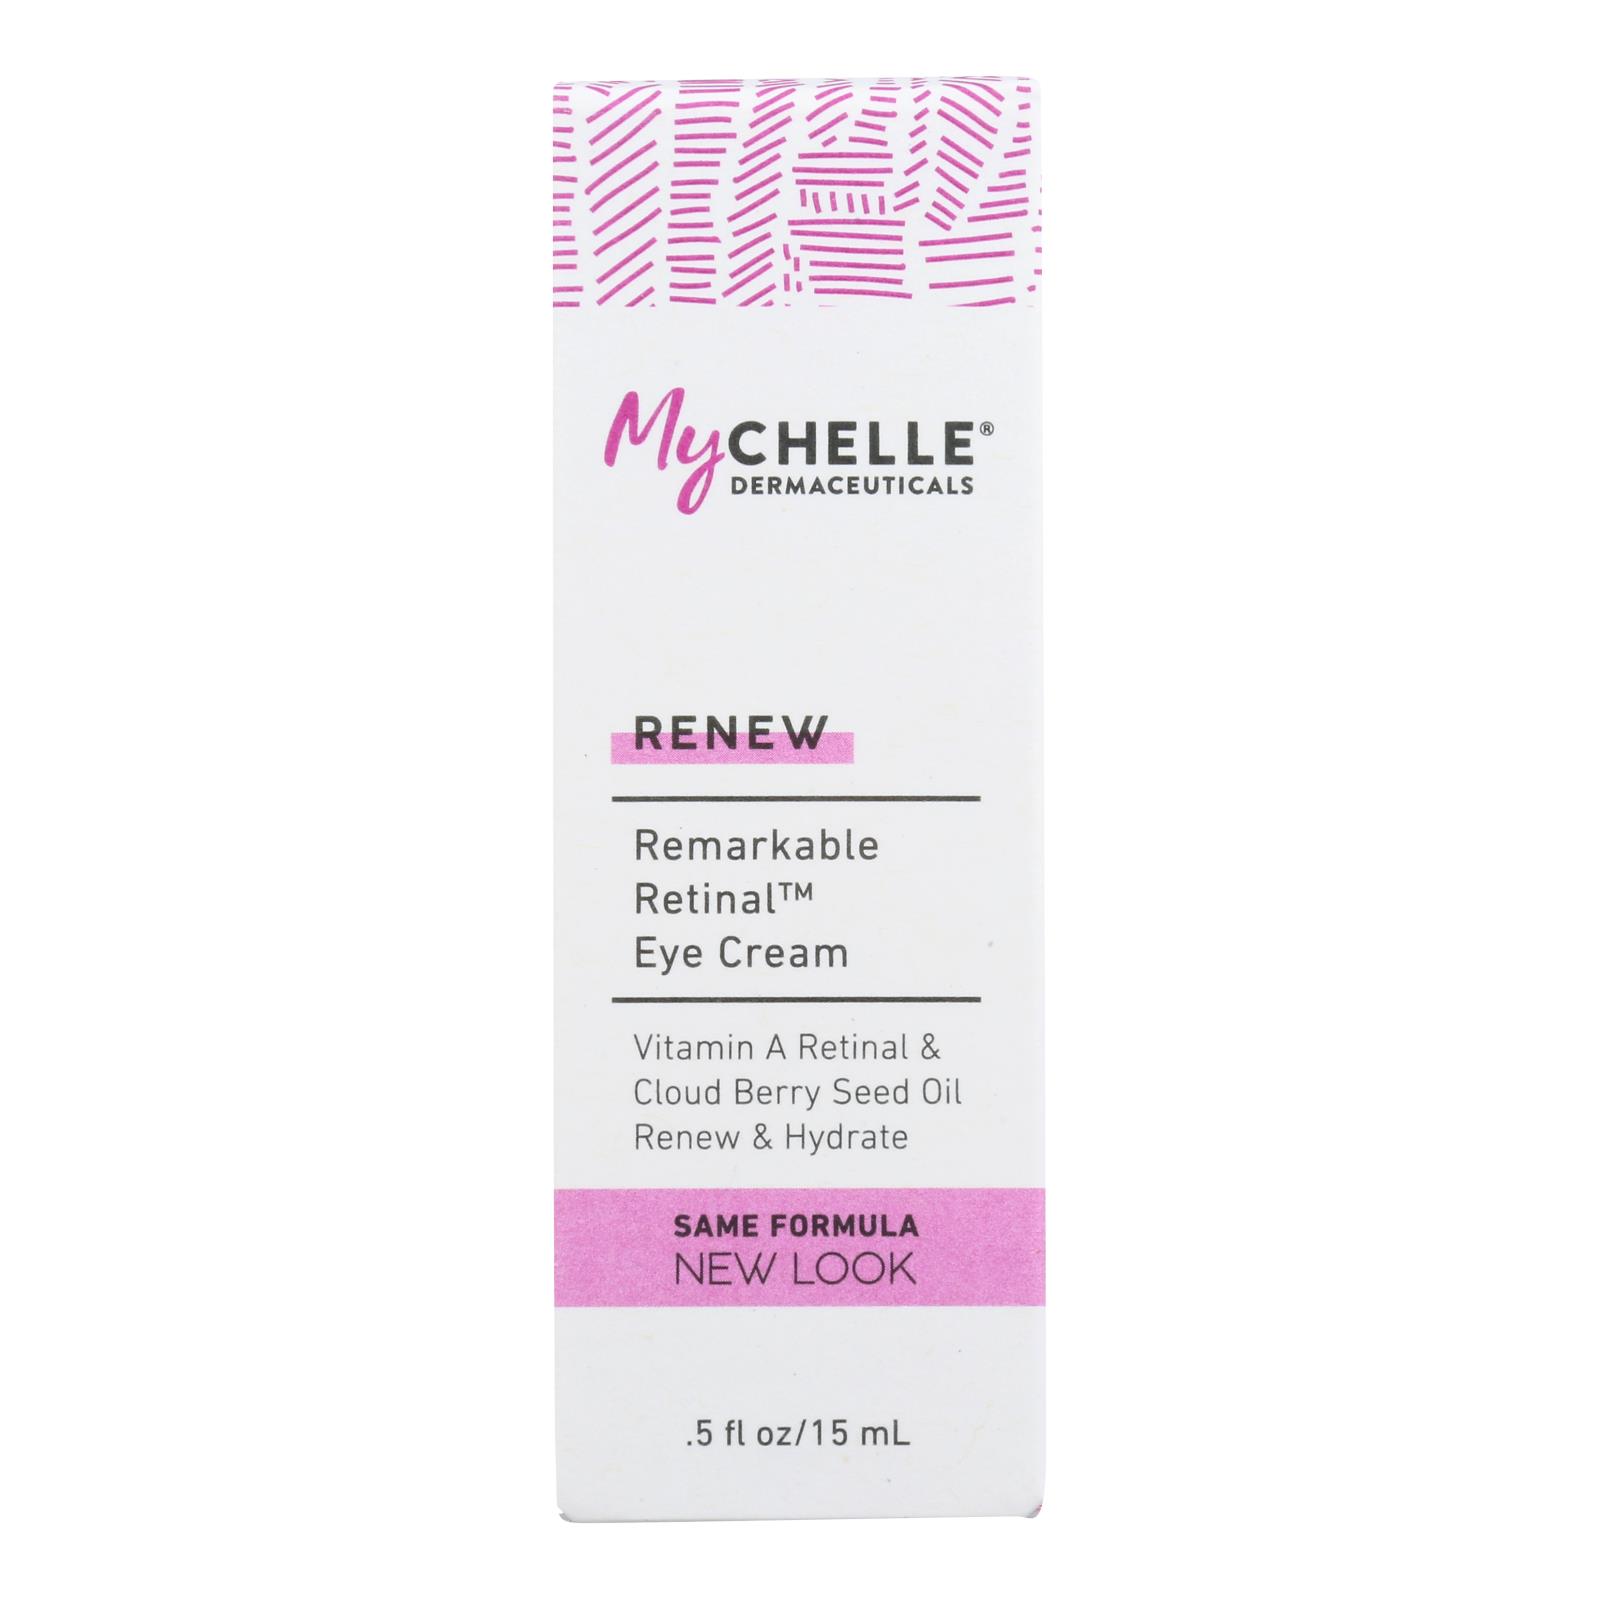 MyCHELLE®
DERMACEUTICALS
RENEW
Remarkable
Retinal™
Eye Cream
Vitamin A Retinal &
Cloud Berry Seed Oil
Renew & Hydrate
SAME FORMULA
NEW LOOK
.5 fl oz/15 mL